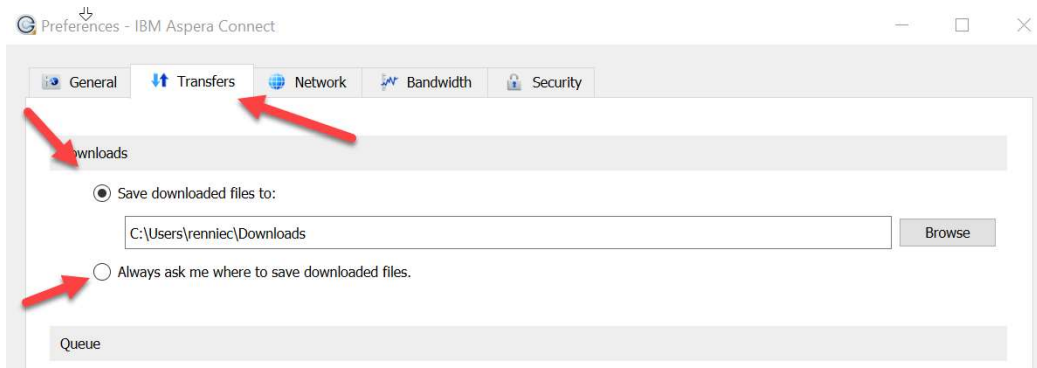 Preferences - IBM Aspera Connect
General Transfers Network Bandwidth Security
ownloads
Save downloaded files to:
C:\Users\renniec\Downloads Browse
Always ask me where to save downloaded files.
Queue